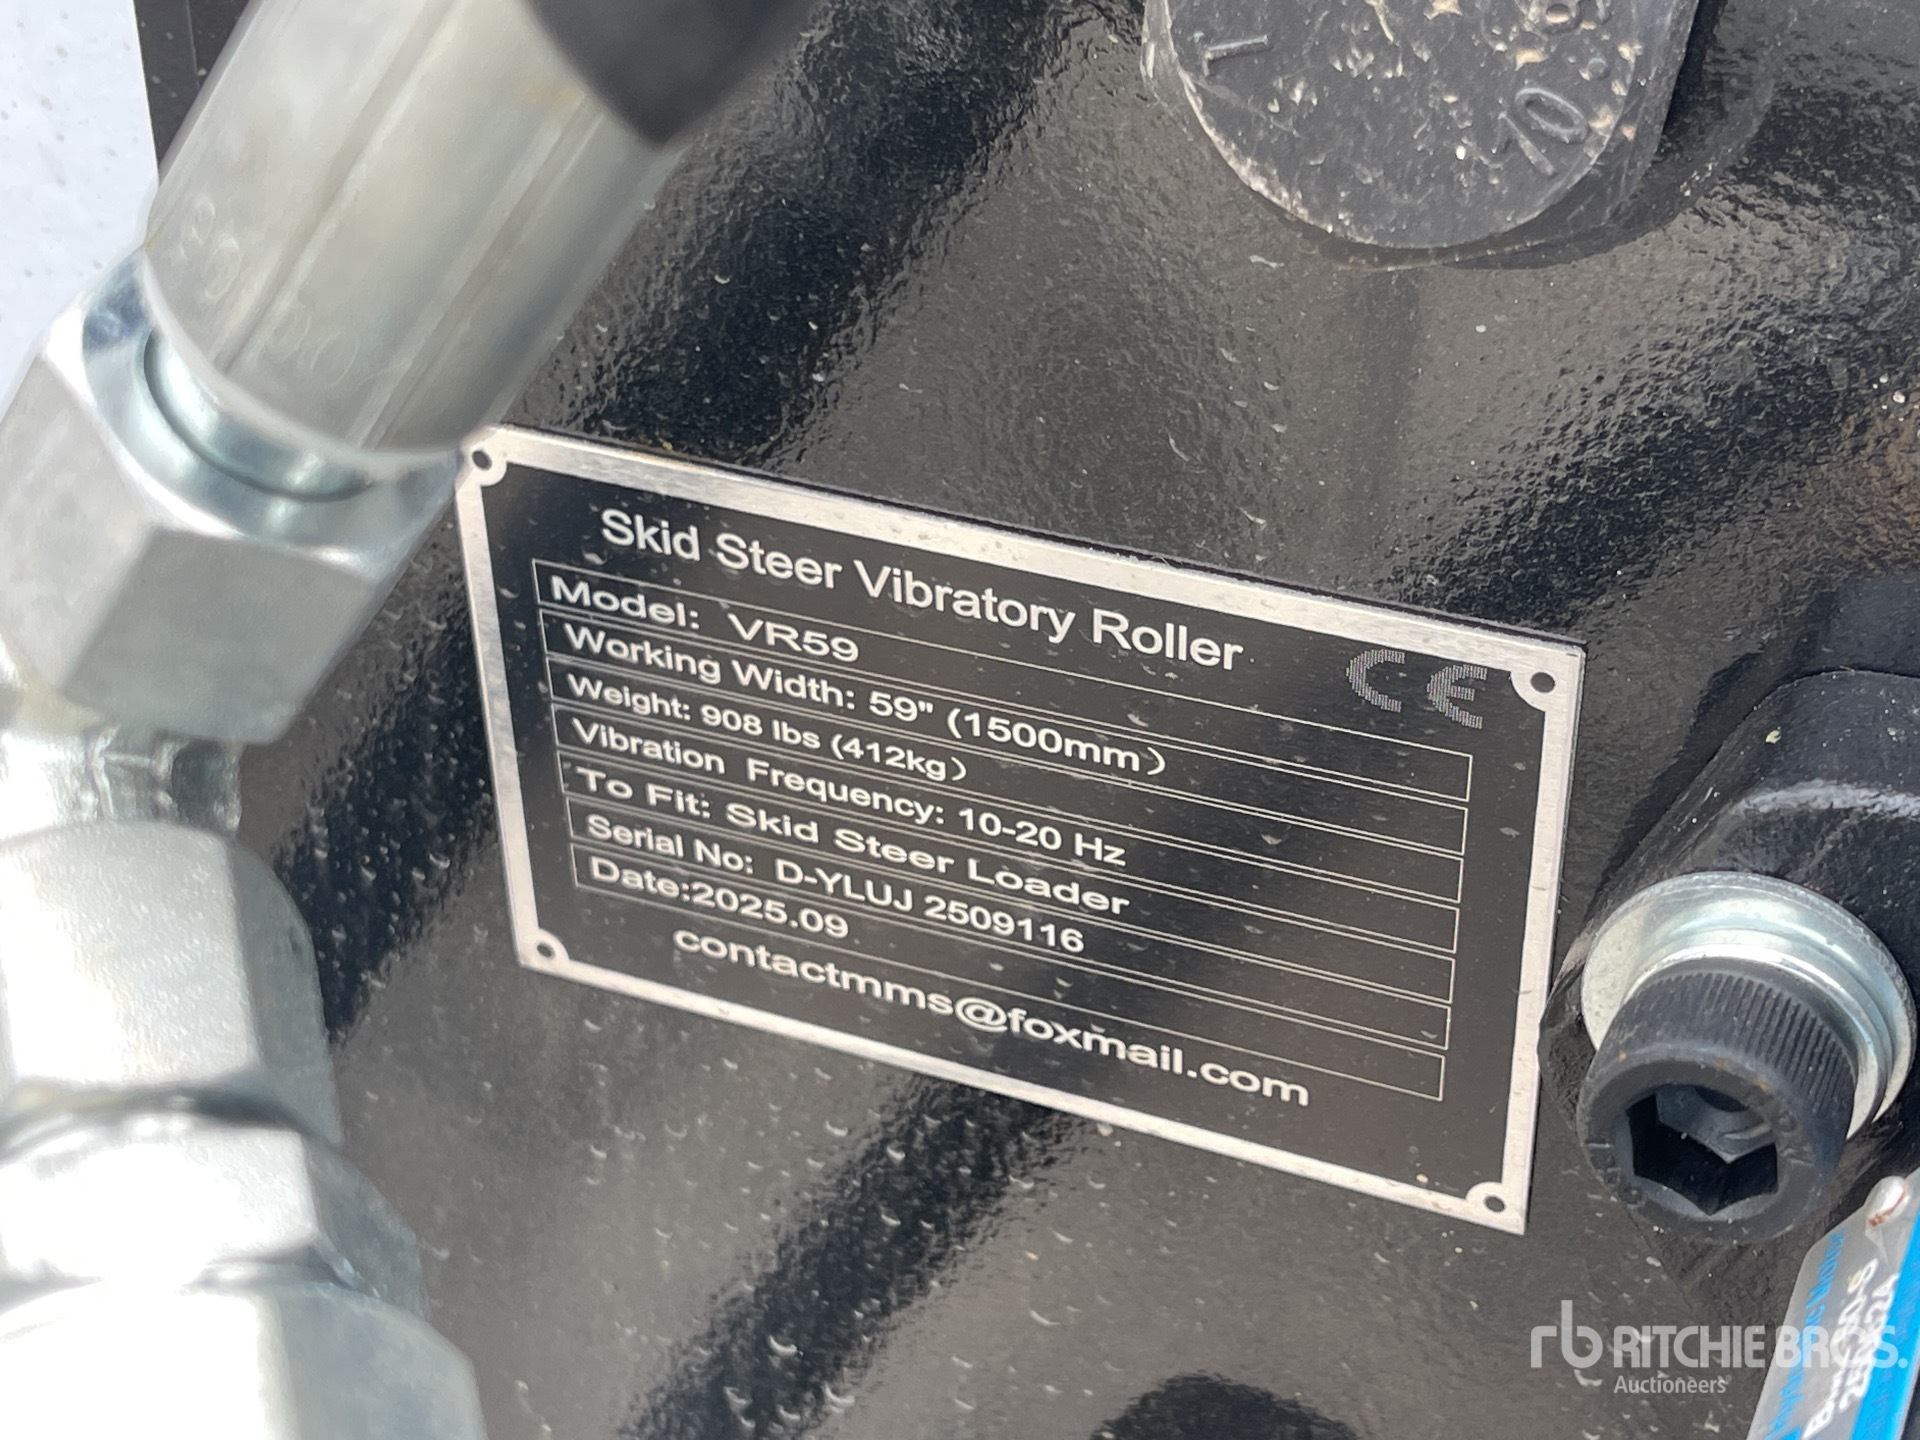 Skid Steer Vibratory Roller
CE
Model: VR59
Working Width: 59" (1500mm)
Weight: 908 lbs (412kg)
Vibration Frequency: 10-20 Hz
To Fit: Skid Steer Loader
Serial No: D-YLUJ 2509116
Date:2025.09
contactmms@foxmail.com
rb RITCHIE BROS.
Auctioneers